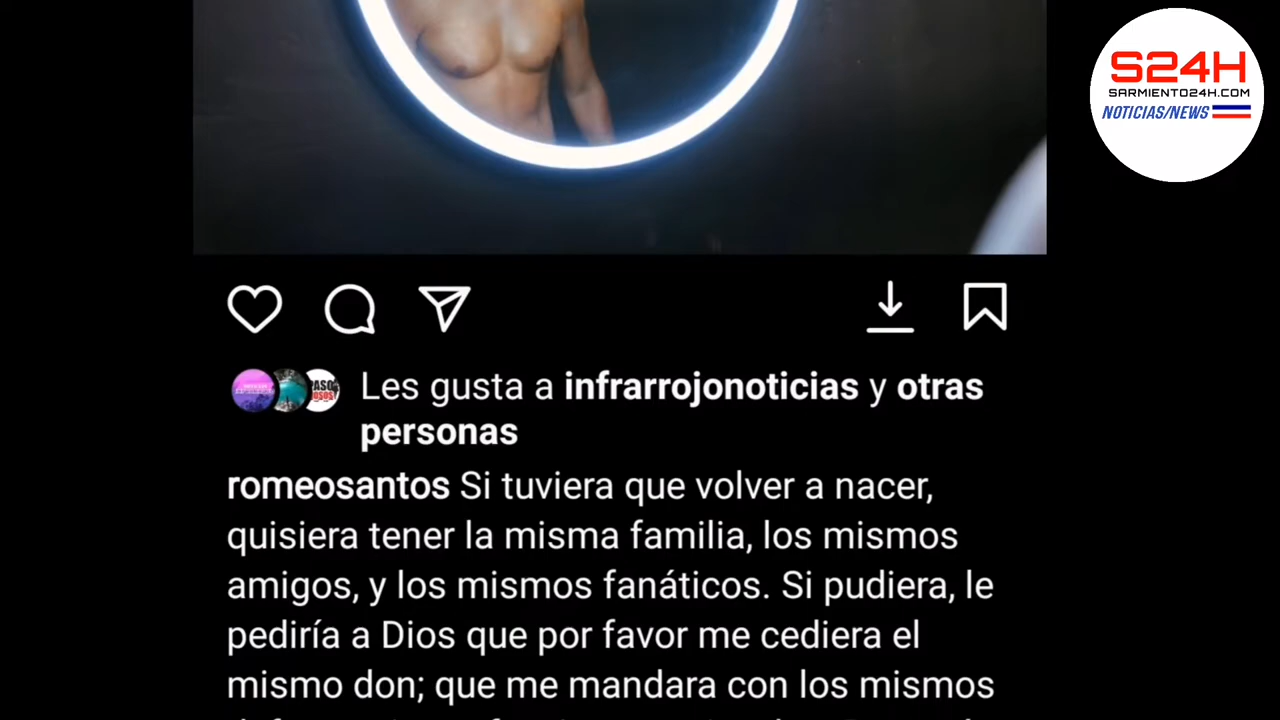 S24H
SARMIENTO24H.COM
NOTICIAS/NEWS
Les gusta a infrarrojonoticias y otras
personas
romeosantos Si tuviera que volver a nacer,
quisiera tener la misma familia, los mismos
amigos, y los mismos fanáticos. Si pudiera, le
pediría a Dios que por favor me cediera el
mismo don; que me mandara con los mismos